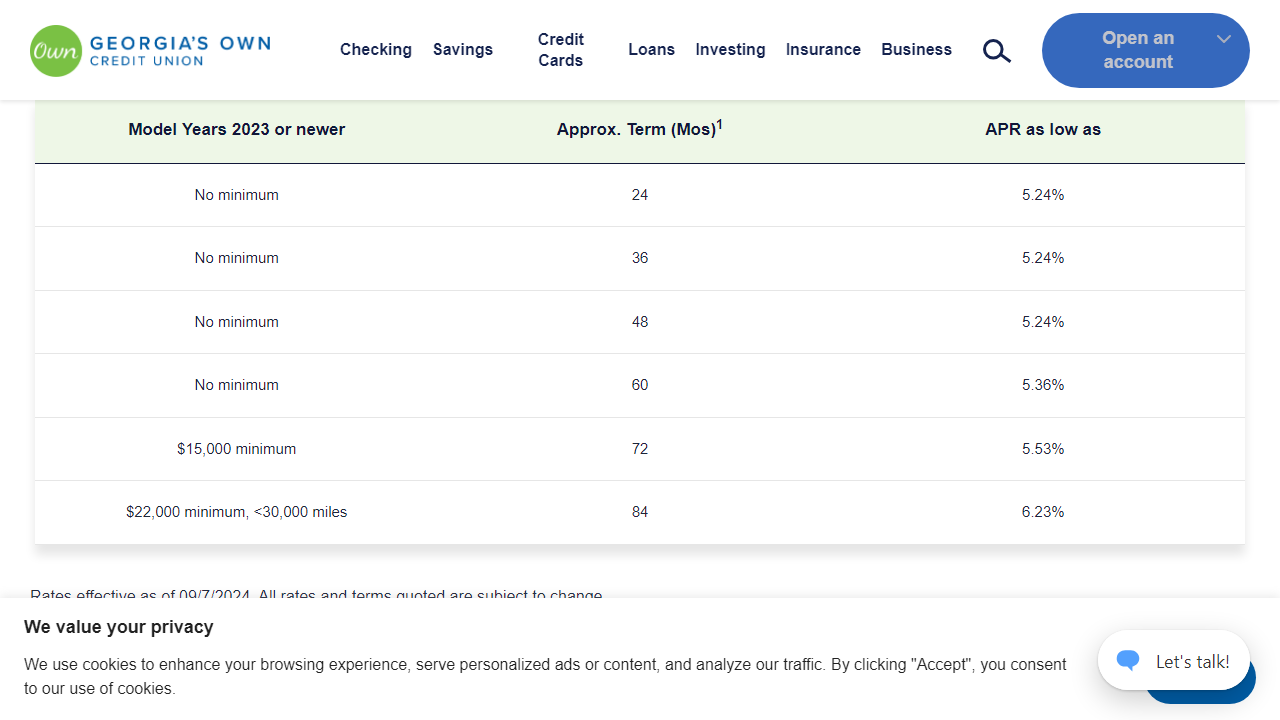 Own GEORGIA'S OWN
CREDIT UNION
Checking Savings Credit Cards Loans Investing Insurance Business
Open an account
Model Years 2023 or newer Approx. Term (Mos)1 APR as low as
No minimum 24 5.24%
No minimum 36 5.24%
No minimum 48 5.24%
No minimum 60 5.36%
$15,000 minimum 72 5.53%
$22,000 minimum, <30,000 miles 84 6.23%
Rates effective as of 09/7/2024. All rates and terms quoted are subject to change.
We value your privacy
We use cookies to enhance your browsing experience, serve personalized ads or content, and analyze our traffic. By clicking "Accept", you consent
to our use of cookies.
Let's talk!